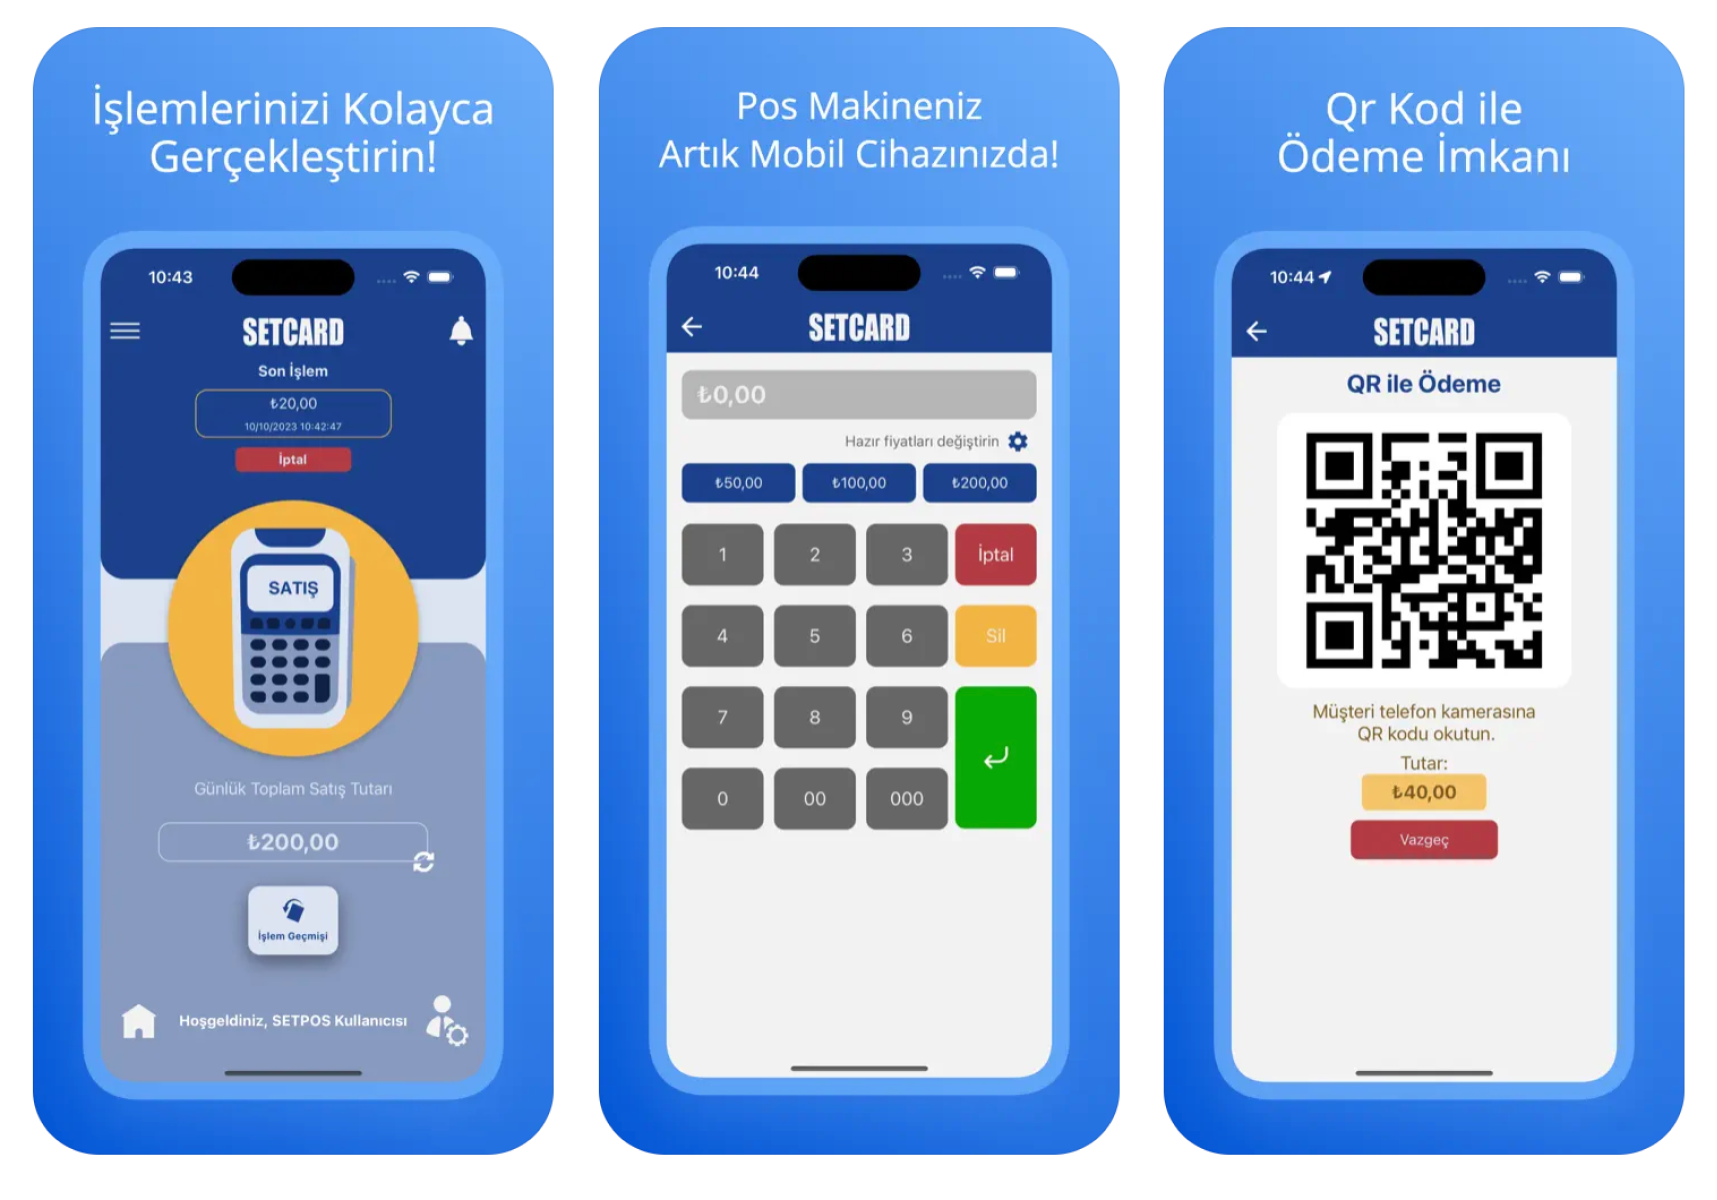 İşlemlerinizi Kolayca
Gerçekleştirin!
10:43
SETCARD
Son İşlem
₺20,00
10/10/2023 10:42:47
İptal
SATIŞ
Günlük Toplam Satış Tutarı
₺200,00
İşlem Geçmişi
Hoşgeldiniz, SETPOS Kullanıcısı
Pos Makineniz
Artık Mobil Cihazınızda!
10:44
SETCARD
₺0,00
Hazır fiyatları değiştirin
₺50,00 ₺100,00 ₺200,00
1 2 3 İptal
4 5 6 Sil
7 8 9
0 00 000
Qr Kod ile
Ödeme İmkanı
10:44
SETCARD
QR ile Ödeme
Müşteri telefon kamerasına
QR kodu okutun.
Tutar:
₺40,00
Vazgeç